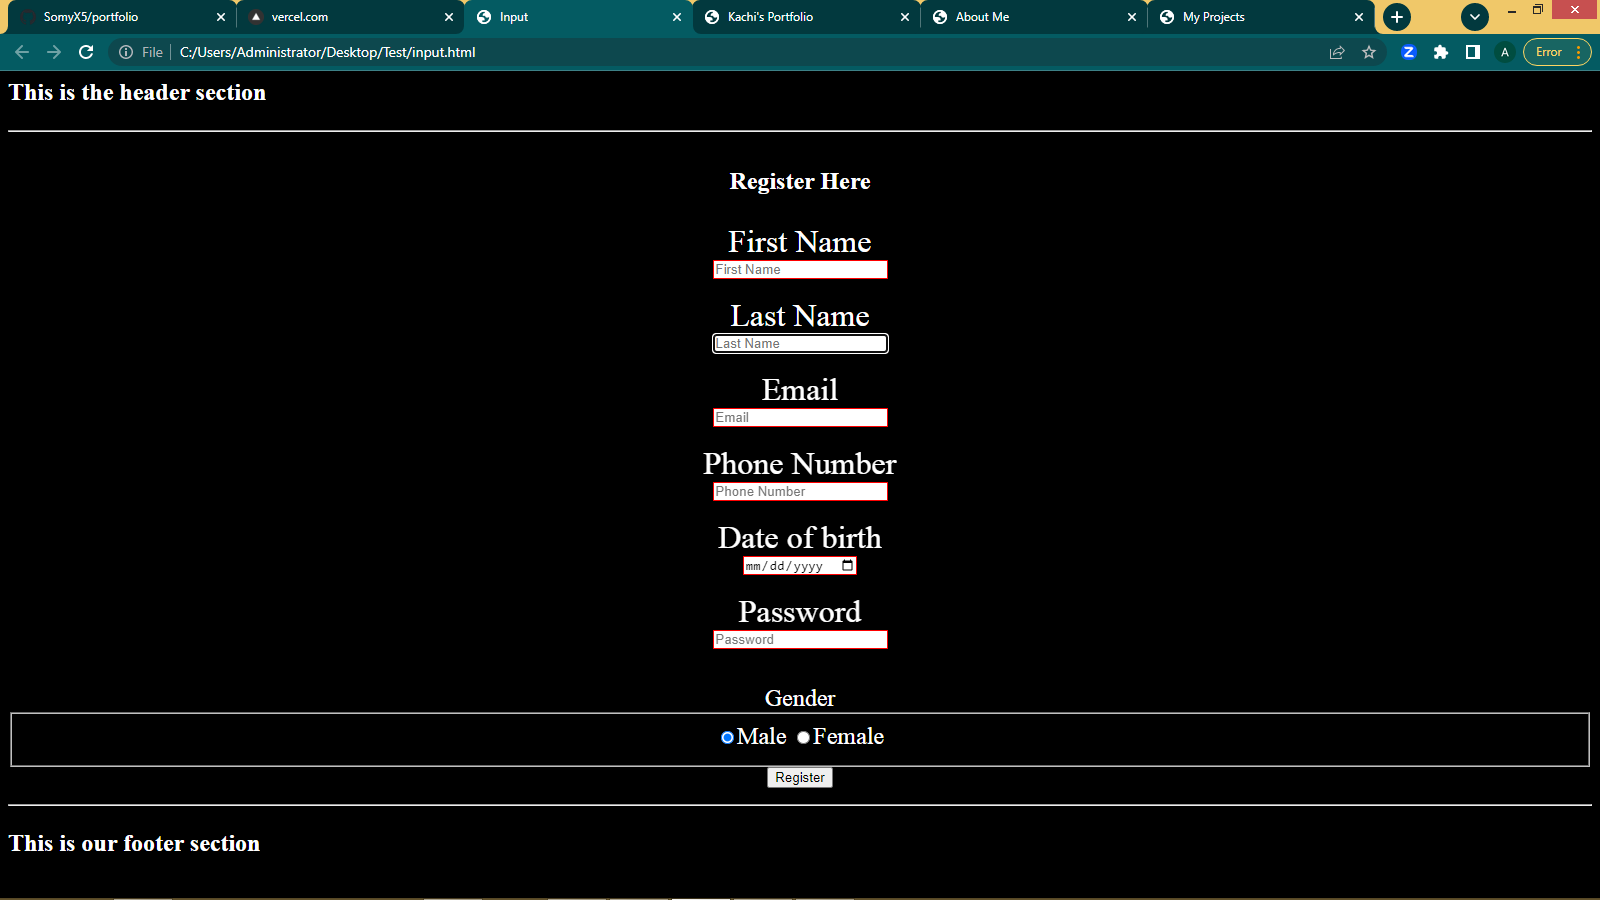 SomyX5/portfolio vercel.com Input Kachi's Portfolio About Me My Projects
File C:/Users/Administrator/Desktop/Test/input.html Z A Error
This is the header section
Register Here
First Name
First Name
Last Name
Last Name
Email
Email
Phone Number
Phone Number
Date of birth
mm/dd/yyyy
Password
Password
Gender
Male Female
Register
This is our footer section